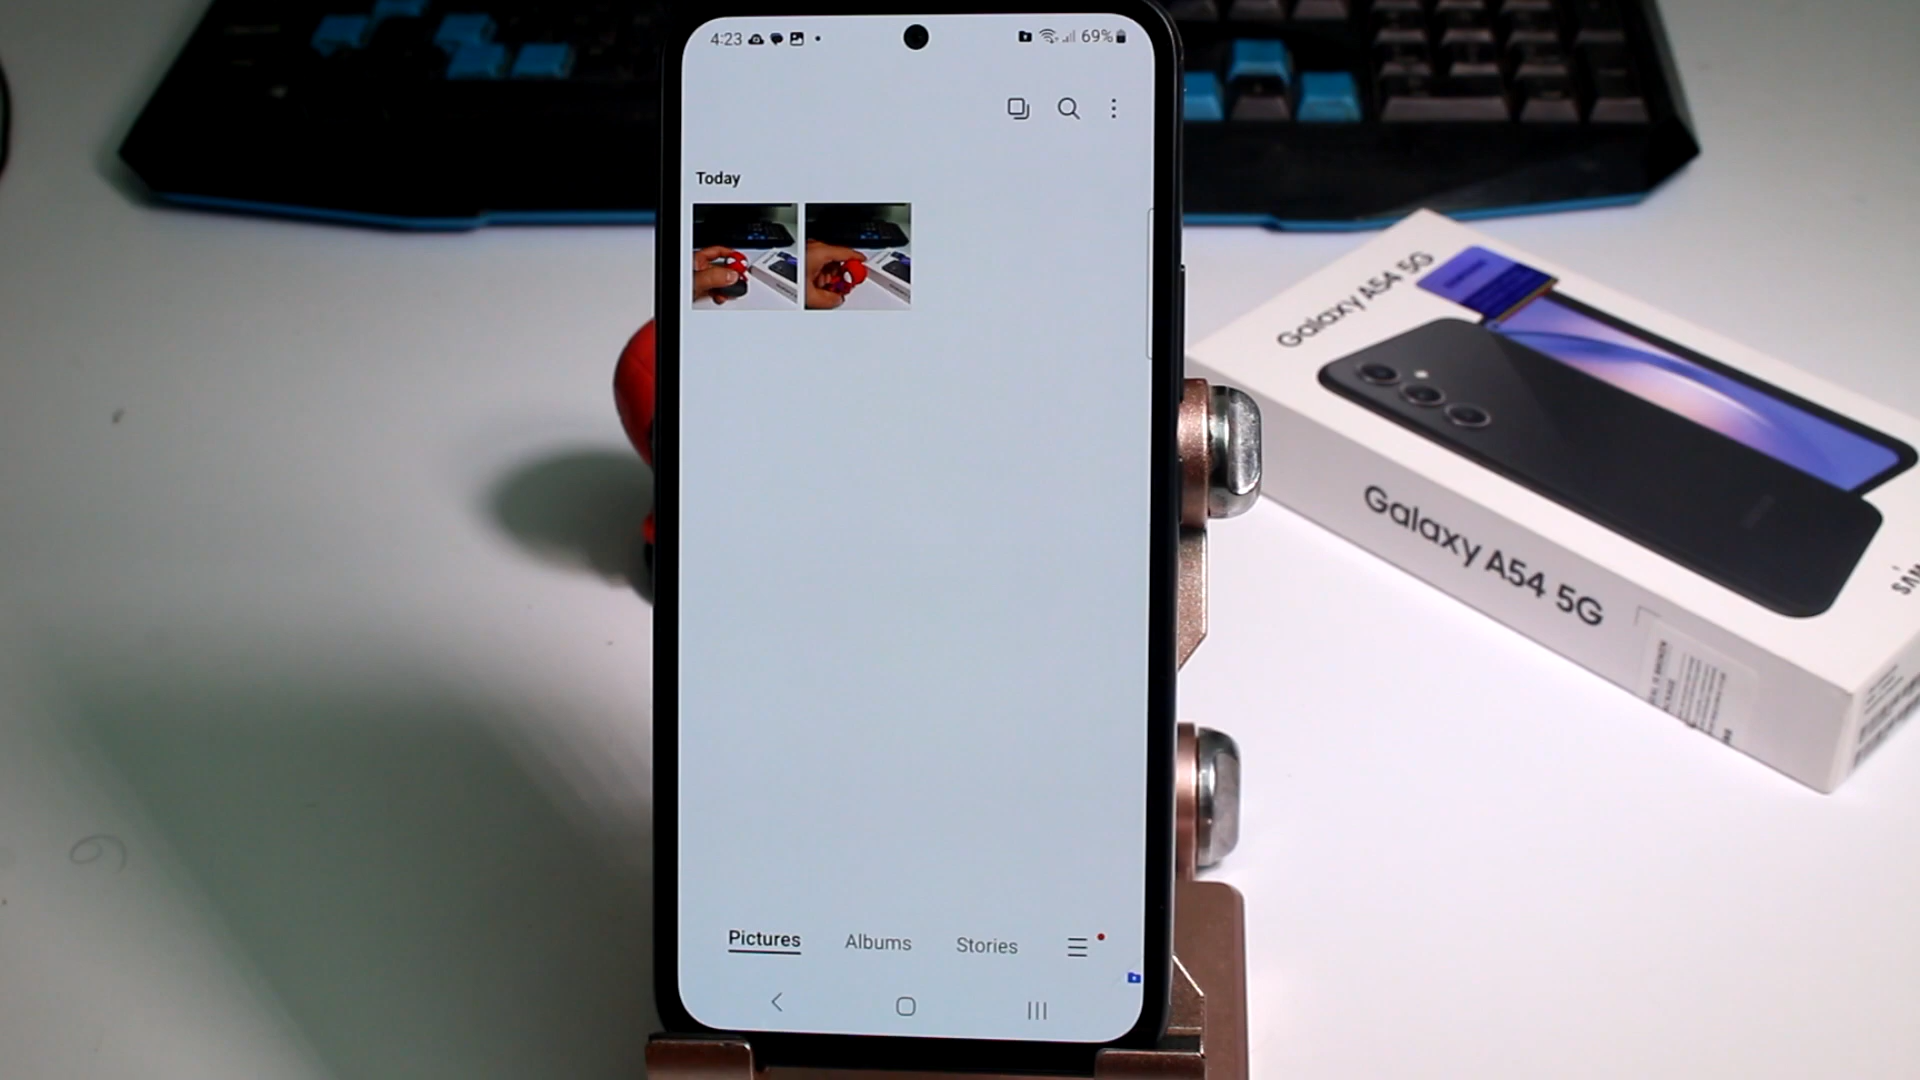 4:23
69%
Today
Pictures
Albums
Stories
Galaxy A54 5G
Galaxy A54 5G